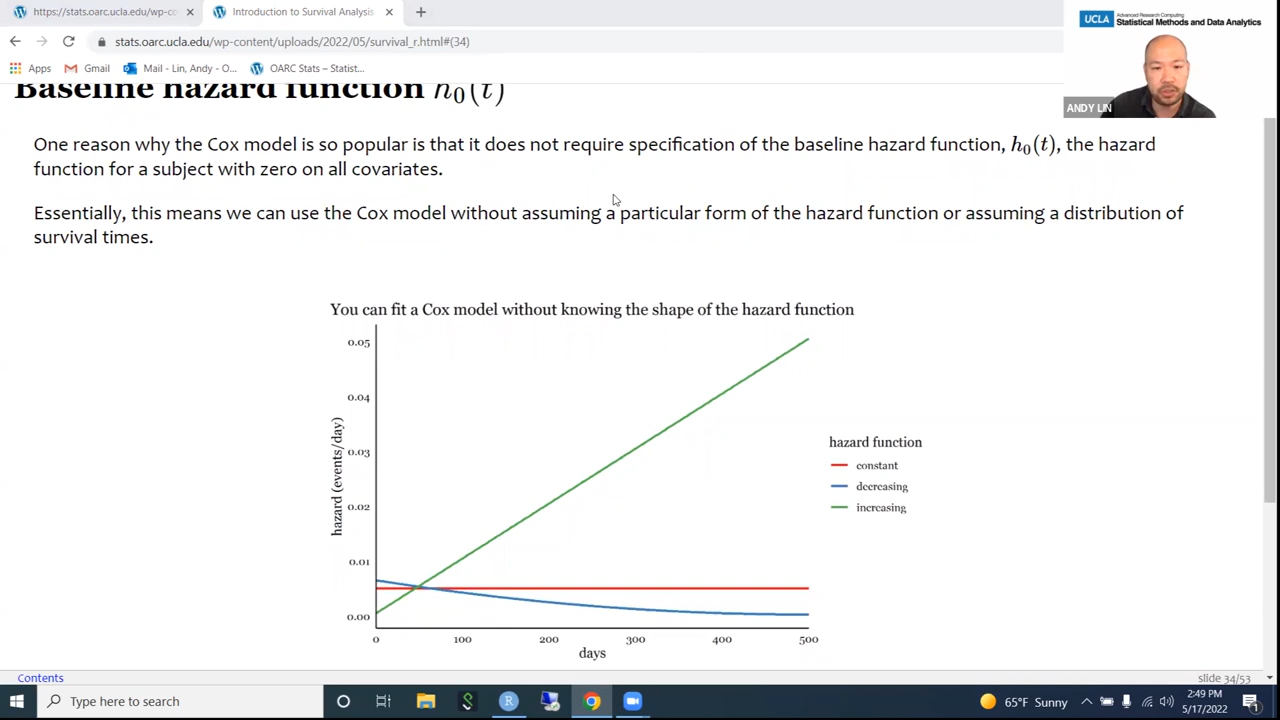 https://stats.oarc.ucla.edu/wp-co
Introduction to Survival Analysis
stats.oarc.ucla.edu/wp-content/uploads/2022/05/survival_r.html#(34)
Apps
Gmail
Mail - Lin, Andy - O...
OARC Stats – Statist...
UCLA
Advanced Research Computing
Statistical Methods and Data Analytics
ANDY LIN
Baseline hazard function h₀(t)
One reason why the Cox model is so popular is that it does not require specification of the baseline hazard function, h₀(t), the hazard
function for a subject with zero on all covariates.
Essentially, this means we can use the Cox model without assuming a particular form of the hazard function or assuming a distribution of
survival times.
You can fit a Cox model without knowing the shape of the hazard function
0.05
0.04
0.03
0.02
0.01
0.00
hazard (events/day)
0
100
200
300
400
500
days
hazard function
constant
decreasing
increasing
Contents
slide 34/53
Type here to search
65°F Sunny
2:49 PM
5/17/2022